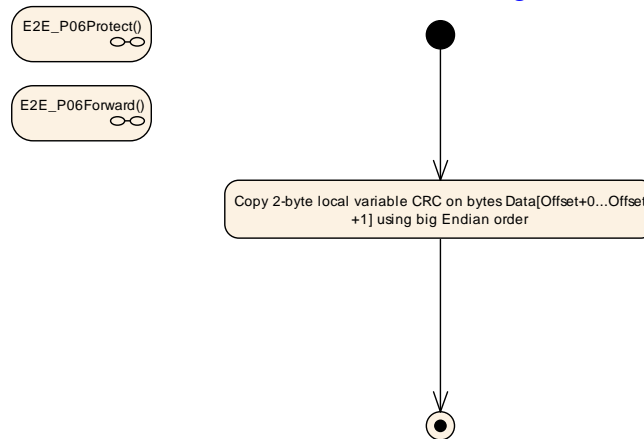 E2E_P06Protect()
E2E_P06Forward()
Copy 2-byte local variable CRC on bytes Data[Offset+0...Offset
+1] using big Endian order